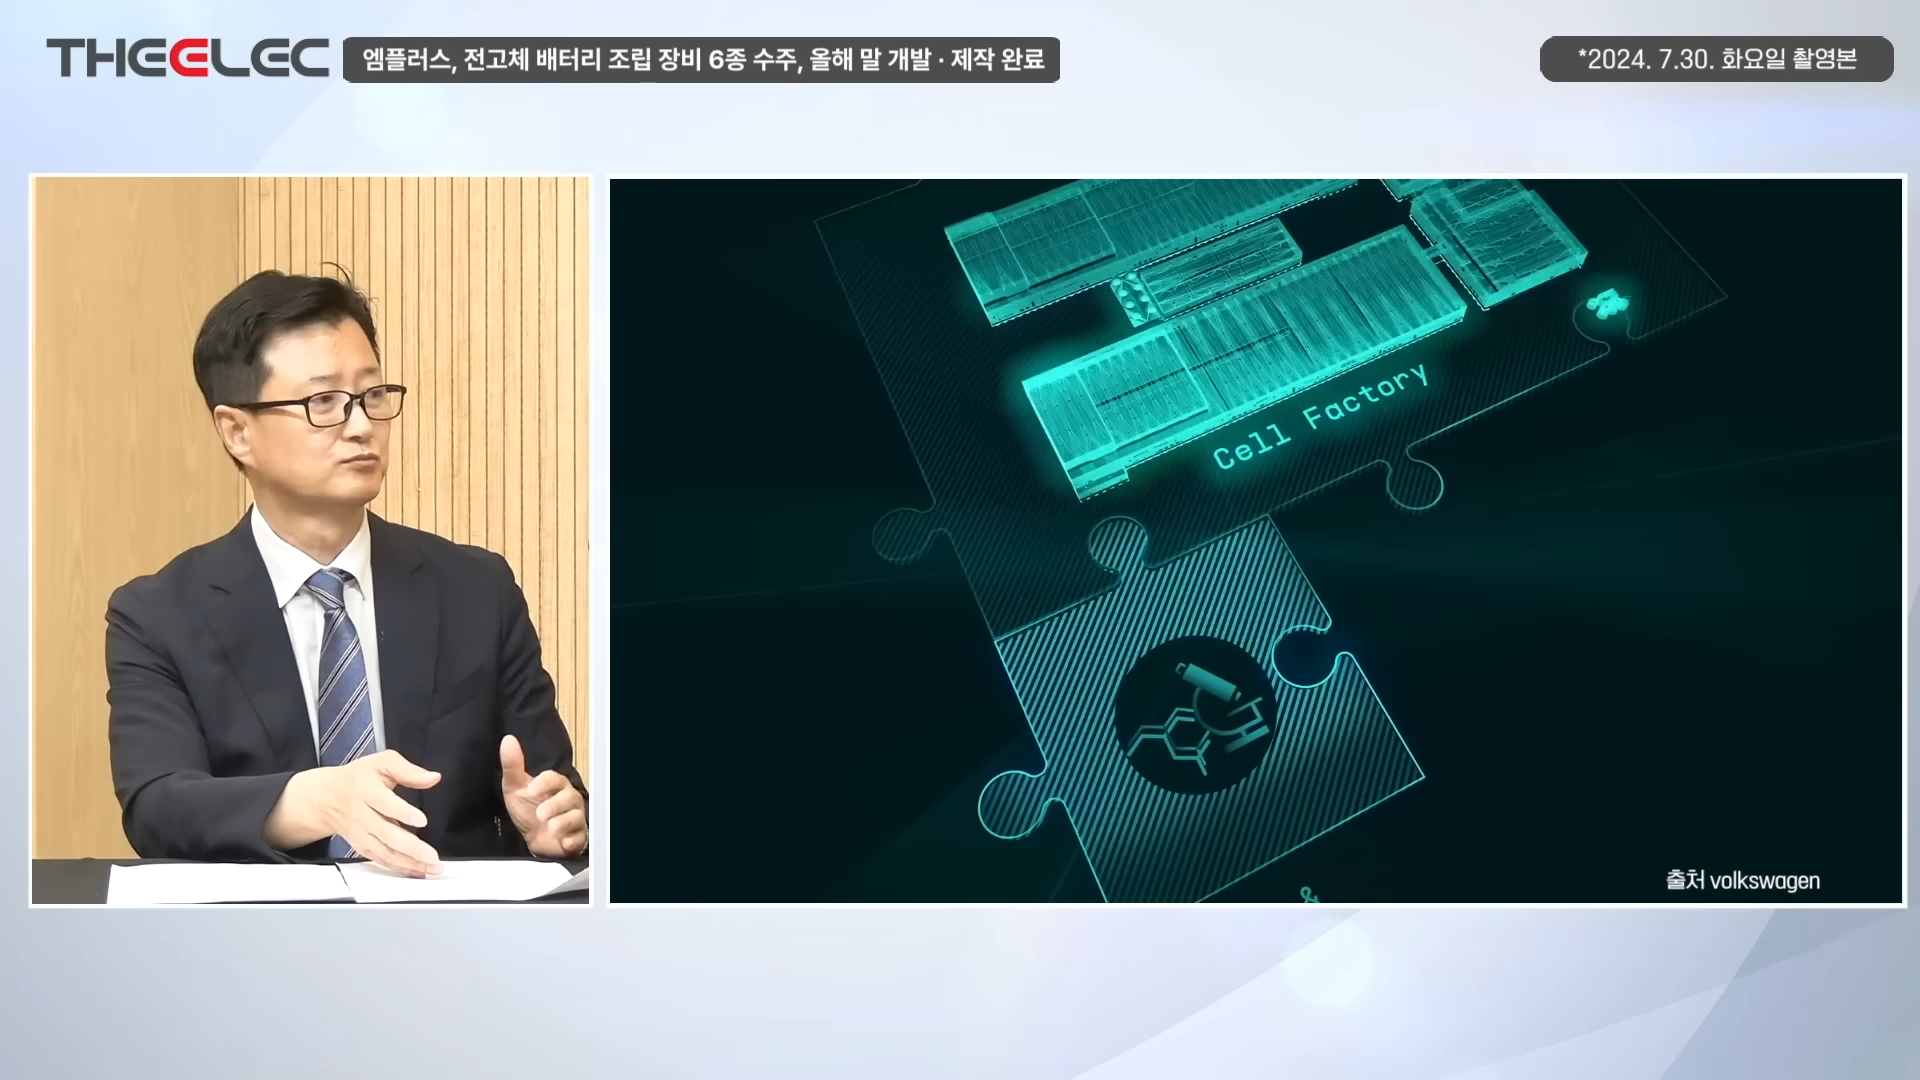 THEELEC
엠플러스, 전고체 배터리 조립 장비 6종 수주, 올해 말 개발 · 제작 완료
*2024. 7.30. 화요일 촬영본
Cell Factory
&
출처 volkswagen